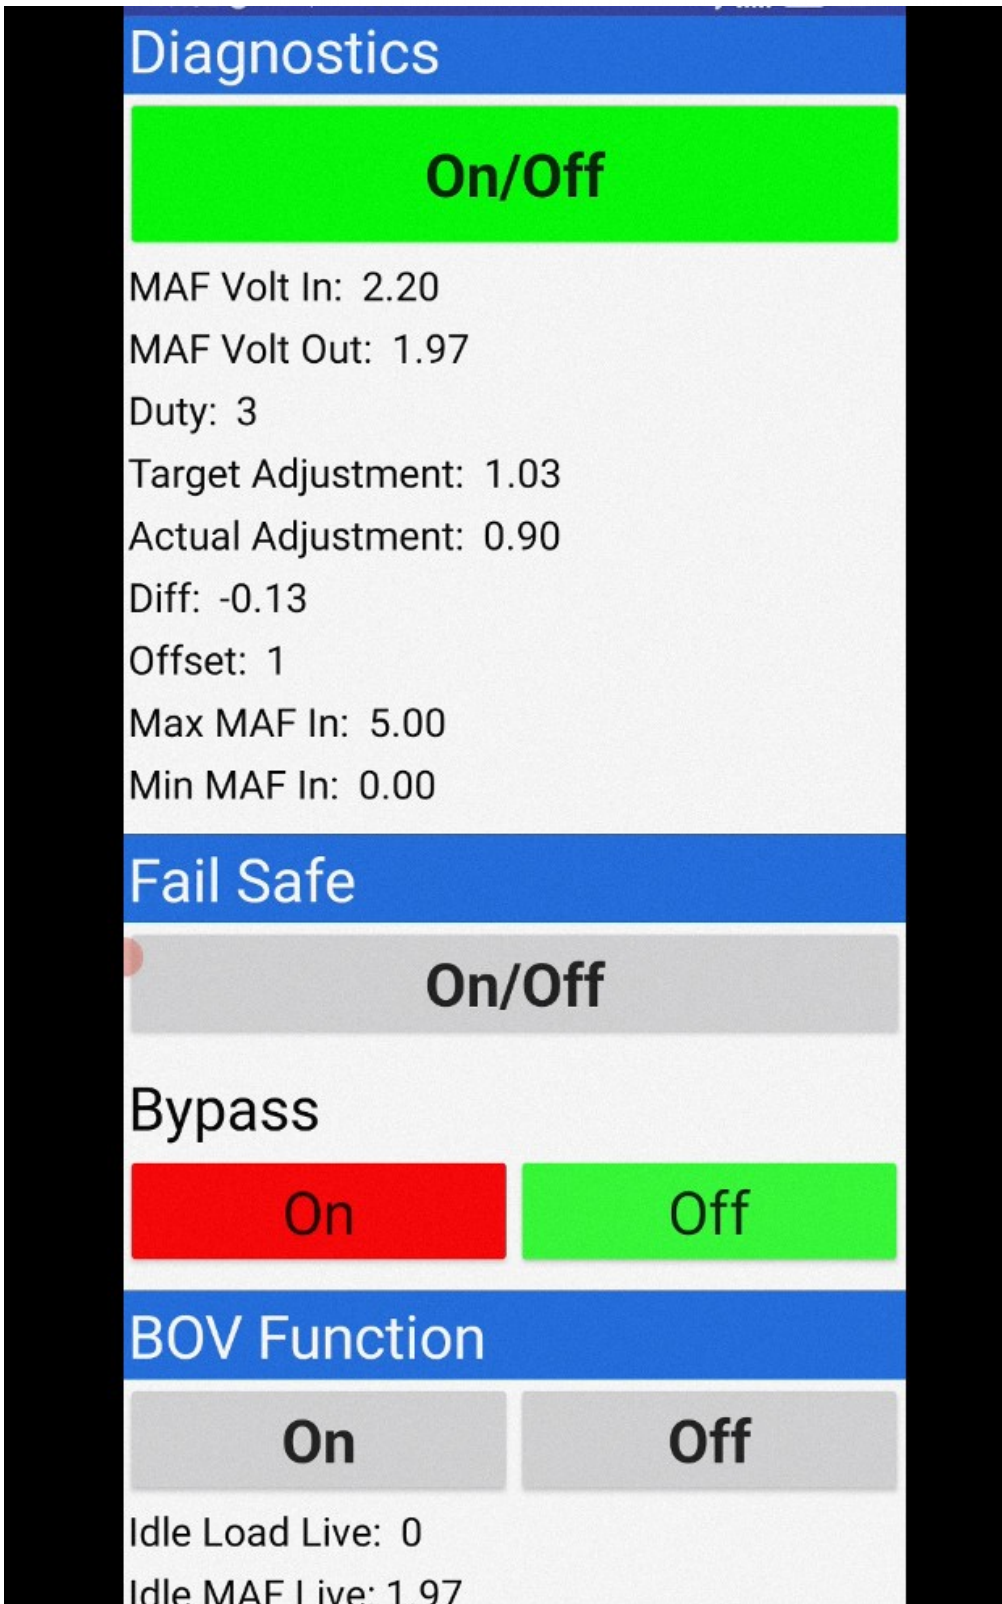 Diagnostics
On/Off
MAF Volt In: 2.20
MAF Volt Out: 1.97
Duty: 3
Target Adjustment: 1.03
Actual Adjustment: 0.90
Diff: -0.13
Offset: 1
Max MAF In: 5.00
Min MAF In: 0.00
Fail Safe
On/Off
Bypass
On Off
BOV Function
On Off
Idle Load Live: 0
Idle MAF Live: 1.97